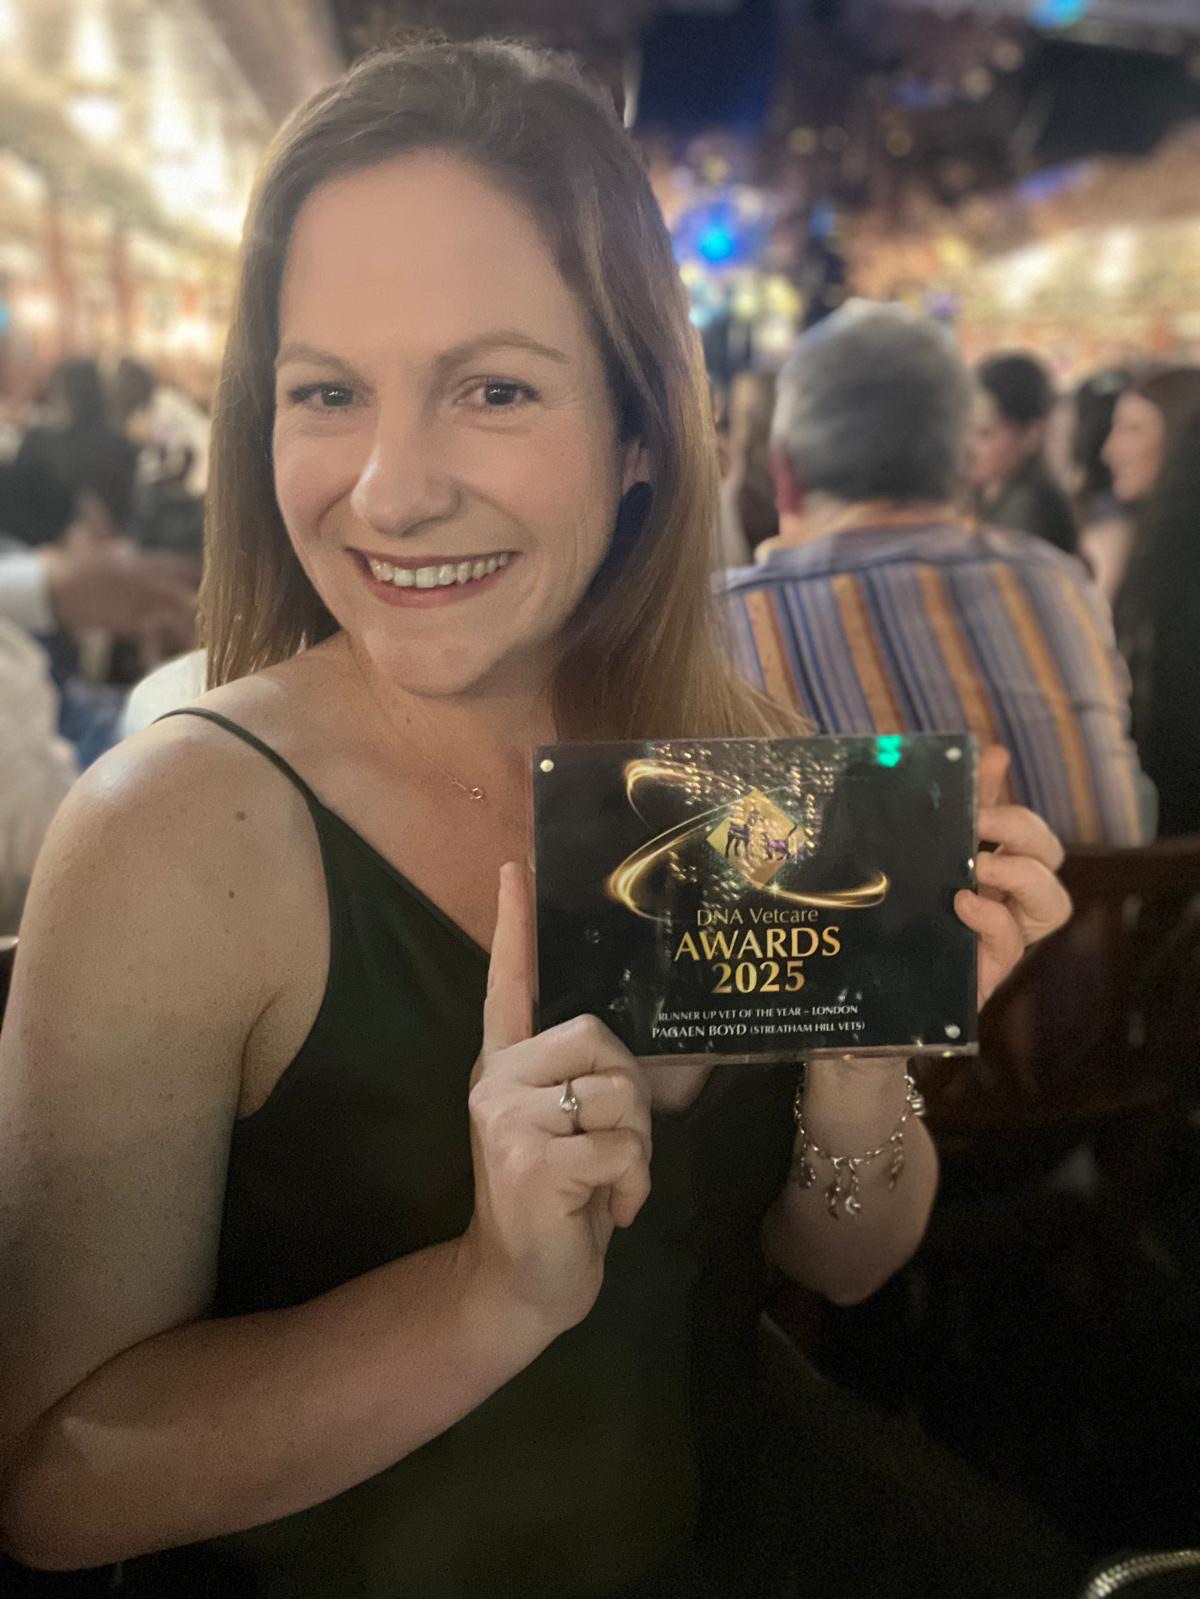 DNA Vetcare
AWARDS
2025
RUNNER UP VET OF THE YEAR – LONDON
PAGAEN BOYD (STREATHAM HILL VETS)